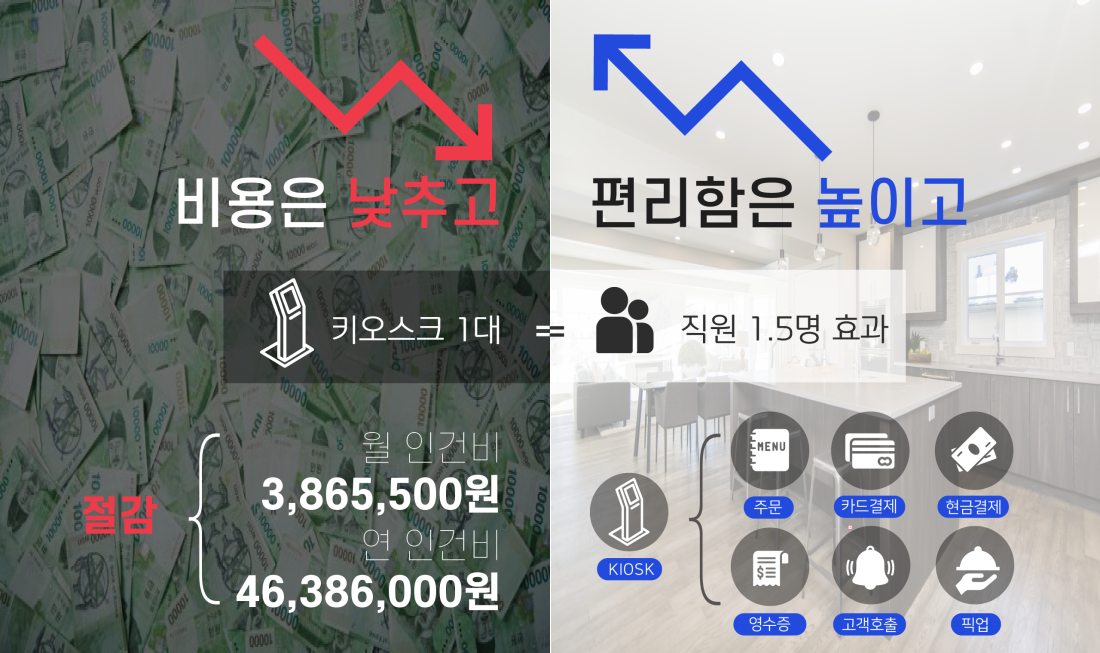 비용은 낮추고
키오스크 1대
=
월 인건비
3,865,500원
절감
연 인건비
46,386,000원
편리함은 높이고
직원 1.5명 효과
MENU
주문
카드결제
현금결제
KIOSK
$
영수증
고객호출
픽업